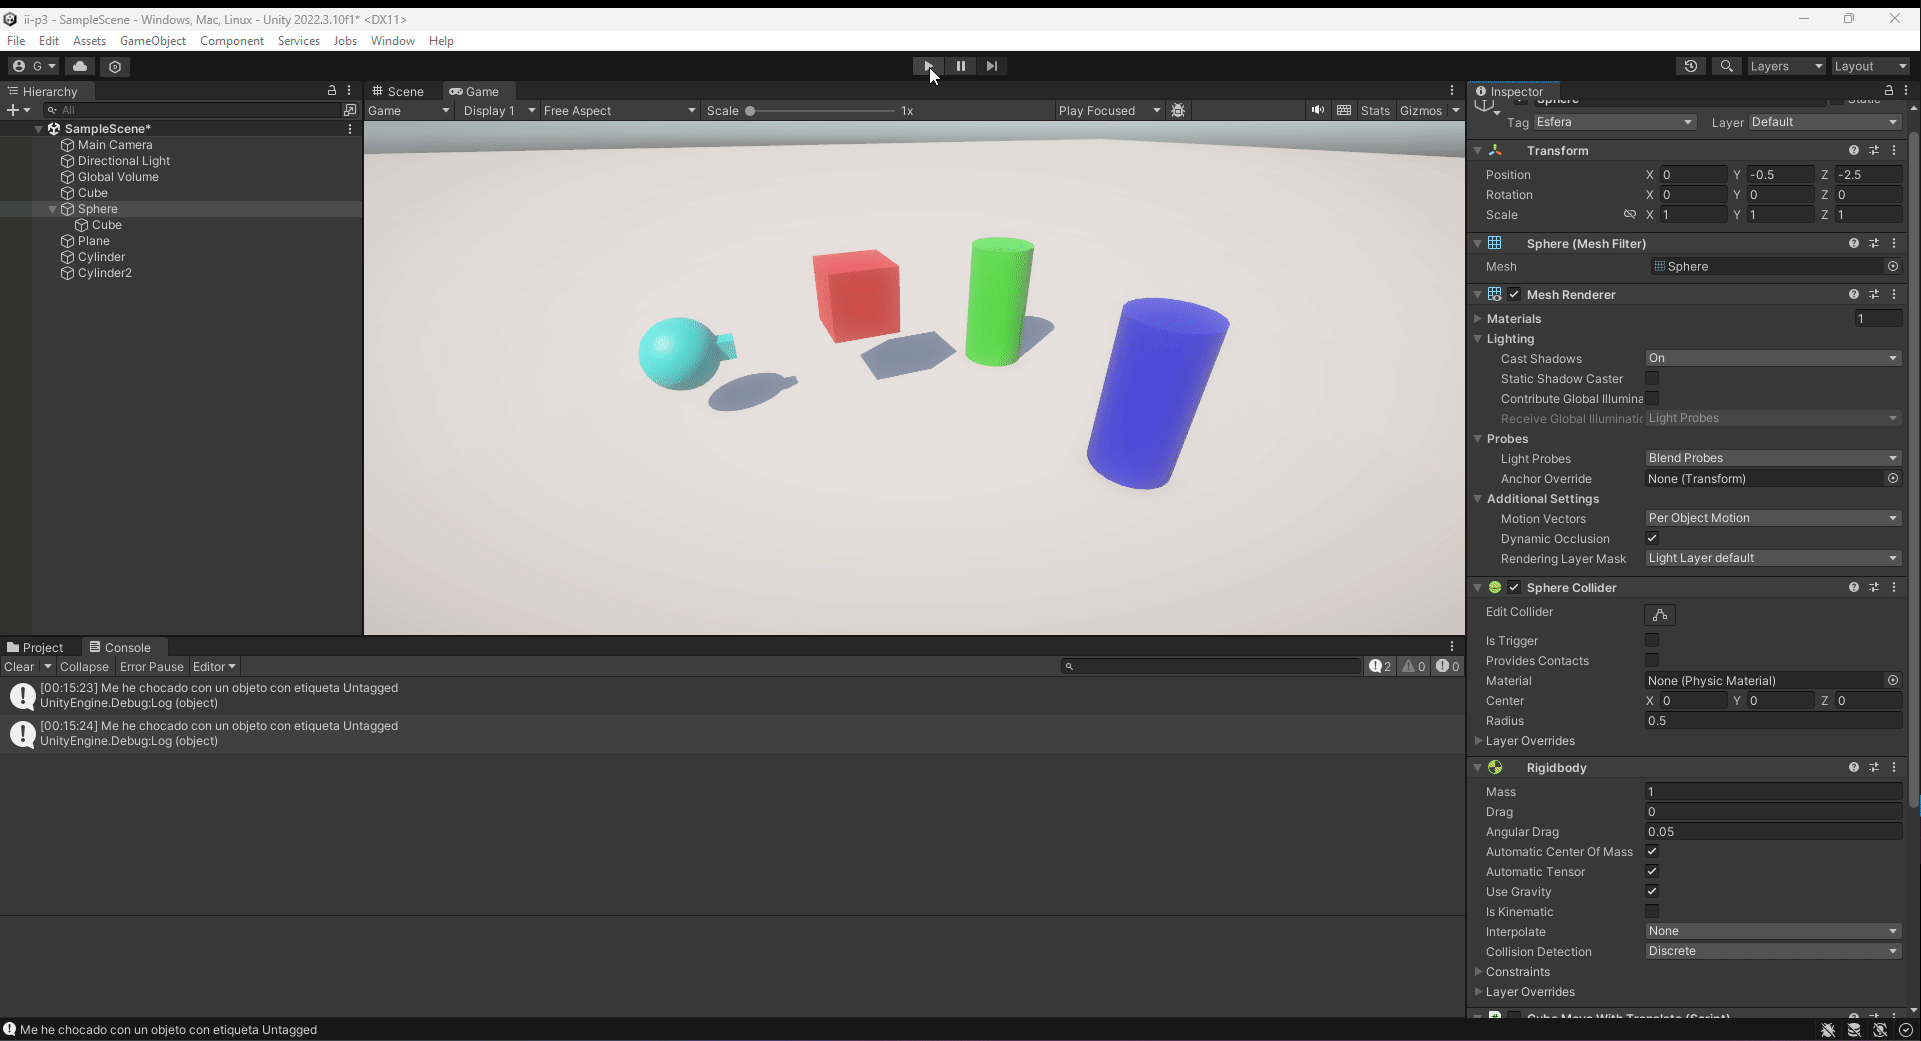 ii-p3 - SampleScene - Windows, Mac, Linux - Unity 2022.3.10f1* <DX11>
File Edit Assets GameObject Component Services Jobs Window Help
G Layers Layout
Hierarchy
All
SampleScene*
Main Camera
Directional Light
Global Volume
Cube
Sphere
Cube
Plane
Cylinder
Cylinder2
Scene Game
Game Display 1 Free Aspect Scale 1x Play Focused Stats Gizmos
Inspector
Sphere Static
Tag Esfera Layer Default
Transform
Position X 0 Y -0.5 Z -2.5
Rotation X 0 Y 0 Z 0
Scale X 1 Y 1 Z 1
Sphere (Mesh Filter)
Mesh Sphere
Mesh Renderer
Materials 1
Lighting
Cast Shadows On
Static Shadow Caster
Contribute Global Illumina
Receive Global Illuminatic Light Probes
Probes
Light Probes Blend Probes
Anchor Override None (Transform)
Additional Settings
Motion Vectors Per Object Motion
Dynamic Occlusion
Rendering Layer Mask Light Layer default
Sphere Collider
Edit Collider
Is Trigger
Provides Contacts
Material None (Physic Material)
Center X 0 Y 0 Z 0
Radius 0.5
Layer Overrides
Rigidbody
Mass 1
Drag 0
Angular Drag 0.05
Automatic Center Of Mass
Automatic Tensor
Use Gravity
Is Kinematic
Interpolate None
Collision Detection Discrete
Constraints
Layer Overrides
Cube Move With Translate (Script)
Project Console
Clear Collapse Error Pause Editor 2 0 0
[00:15:23] Me he chocado con un objeto con etiqueta Untagged
UnityEngine.Debug:Log (object)
[00:15:24] Me he chocado con un objeto con etiqueta Untagged
UnityEngine.Debug:Log (object)
Me he chocado con un objeto con etiqueta Untagged